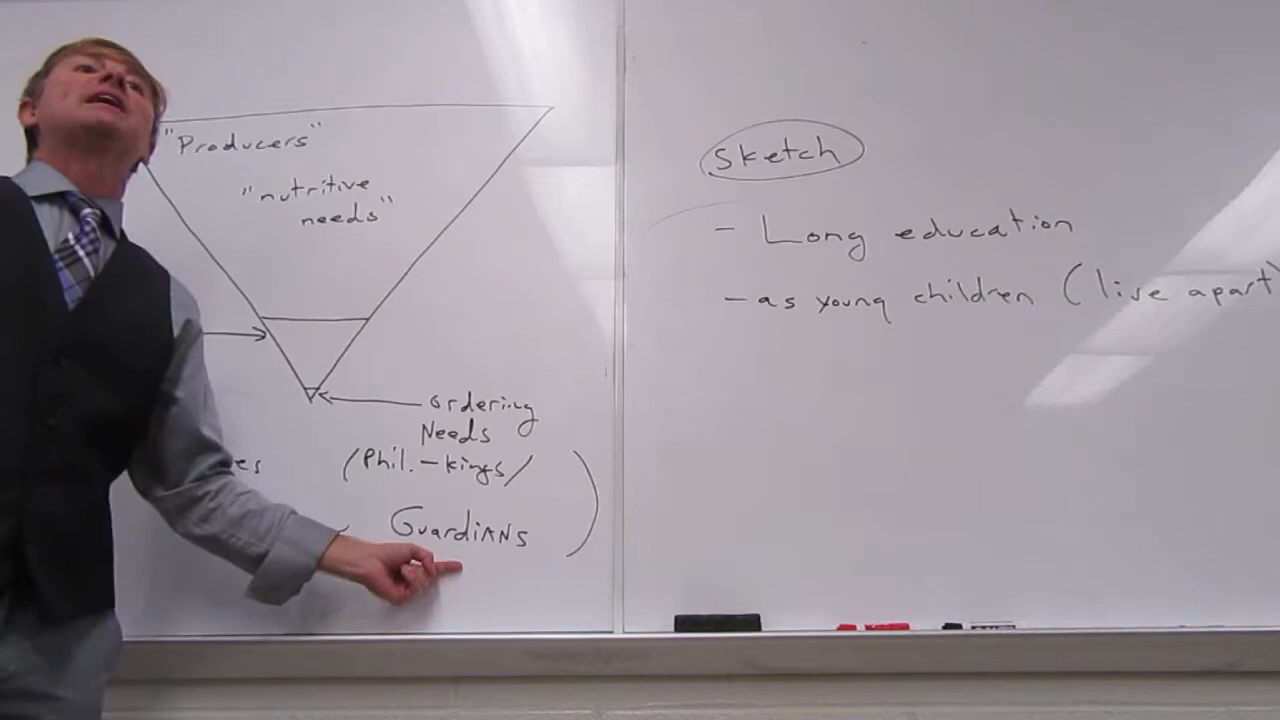 "Producers"
"nutritive
needs"
ordering
Needs
(Phil.-kings/
GuardiANs)
Sketch
- Long education
- as young children (live apart)